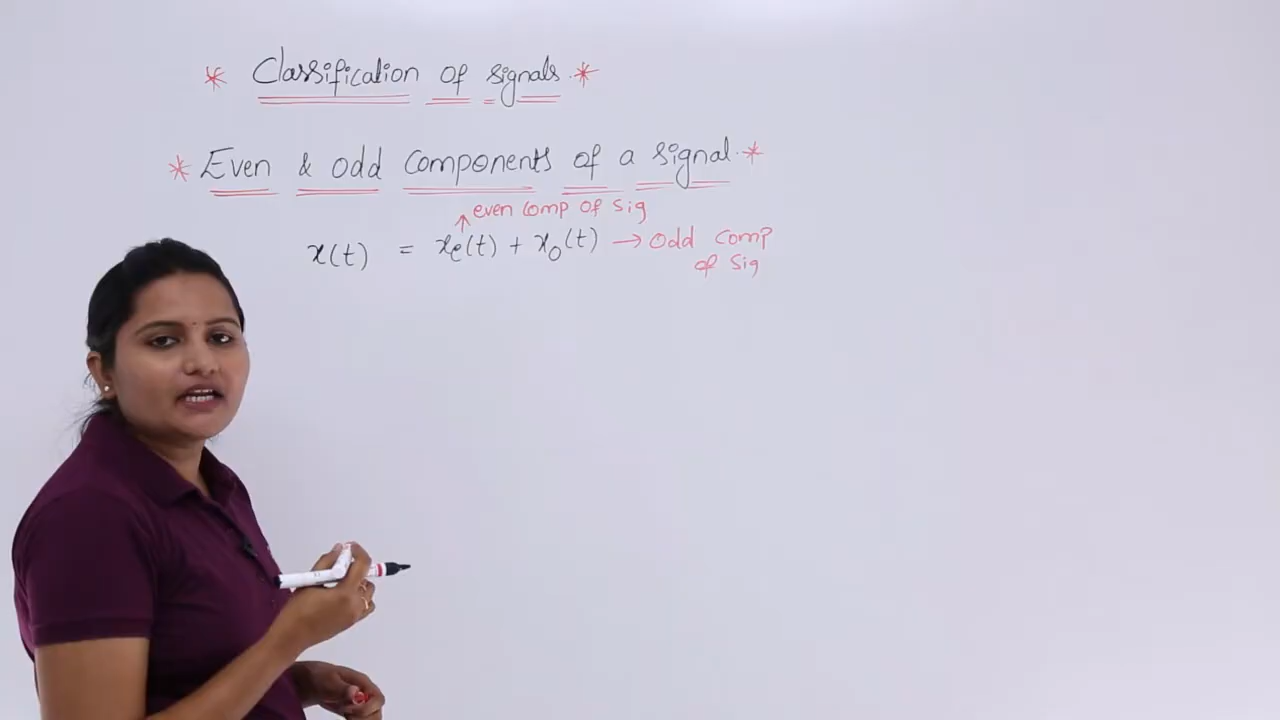 * Classification of signals. *
* Even & odd components of a signal. *
↑ even comp of sig
x(t) = xe(t) + xo(t) → odd comp
of sig